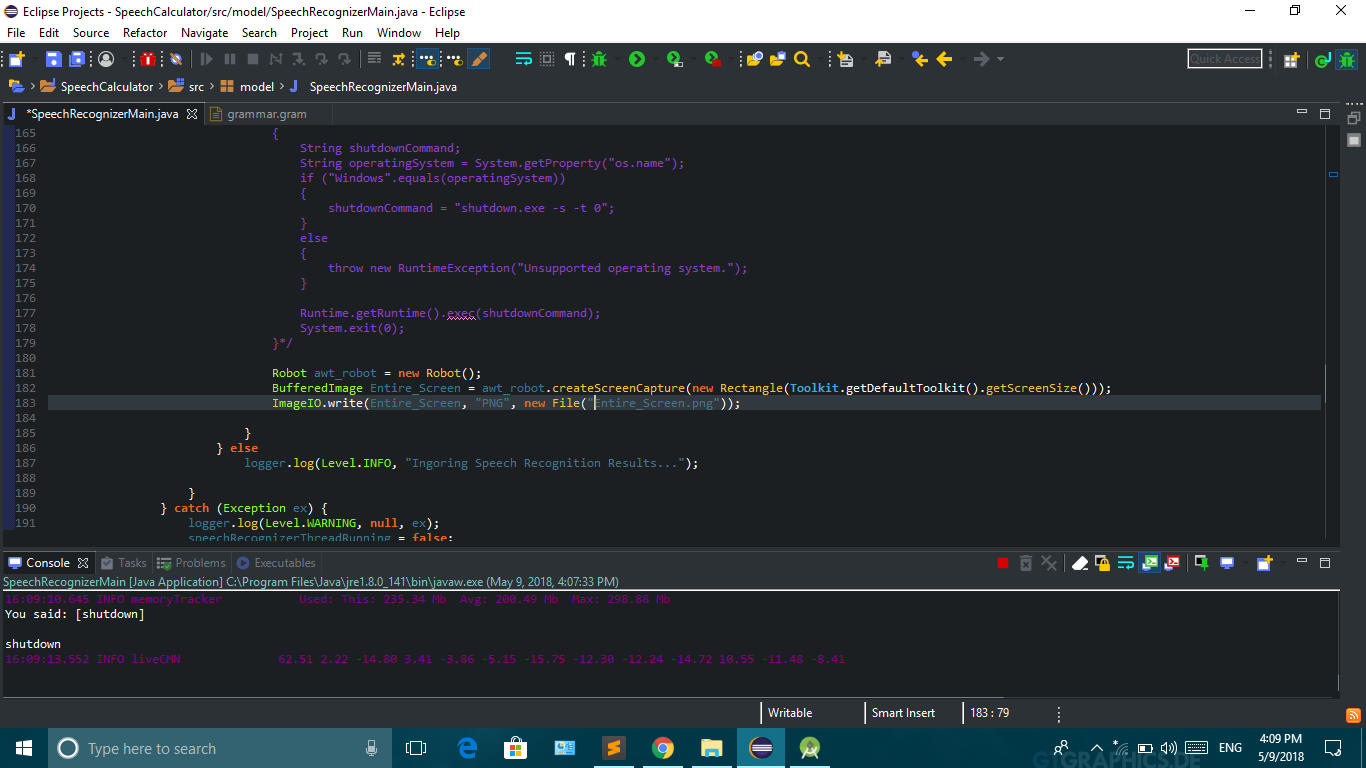 Eclipse Projects - SpeechCalculator/src/model/SpeechRecognizerMain.java - Eclipse
File Edit Source Refactor Navigate Search Project Run Window Help
Quick Access
SpeechCalculator src model SpeechRecognizerMain.java
*SpeechRecognizerMain.java grammar.gram
165 {
166 String shutdownCommand;
167 String operatingSystem = System.getProperty("os.name");
168 if ("Windows".equals(operatingSystem))
169 {
170 shutdownCommand = "shutdown.exe -s -t 0";
171 }
172 else
173 {
174 throw new RuntimeException("Unsupported operating system.");
175 }
176
177 Runtime.getRuntime().exec(shutdownCommand);
178 System.exit(0);
179 }*/
180
181 Robot awt_robot = new Robot();
182 BufferedImage Entire_Screen = awt_robot.createScreenCapture(new Rectangle(Toolkit.getDefaultToolkit().getScreenSize()));
183 ImageIO.write(Entire_Screen, "PNG", new File("Entire_Screen.png"));
184
185 }
186 } else
187 logger.log(Level.INFO, "Ingoring Speech Recognition Results...");
188
189 }
190 } catch (Exception ex) {
191 logger.log(Level.WARNING, null, ex);
speechRecognizerThreadRunning = false;
Console Tasks Problems Executables
SpeechRecognizerMain [Java Application] C:\Program Files\Java\jre1.8.0_141\bin\javaw.exe (May 9, 2018, 4:07:33 PM)
16:09:10.645 INFO memoryTracker Used: This: 235.34 Mb Avg: 200.49 Mb Max: 298.88 Mb
You said: [shutdown]
shutdown
16:09:13.552 INFO liveCMN 62.51 2.22 -14.80 3.41 -3.86 -5.15 -15.75 -12.30 -12.24 -14.72 10.55 -11.48 -8.41
Writable Smart Insert 183 : 79
Type here to search
ENG
4:09 PM
5/9/2018
GTGRAPHICS.DE